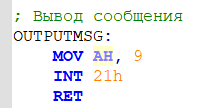 ; Вывод сообщения
OUTPUTMSG:
MOV AH, 9
INT 21h
RET